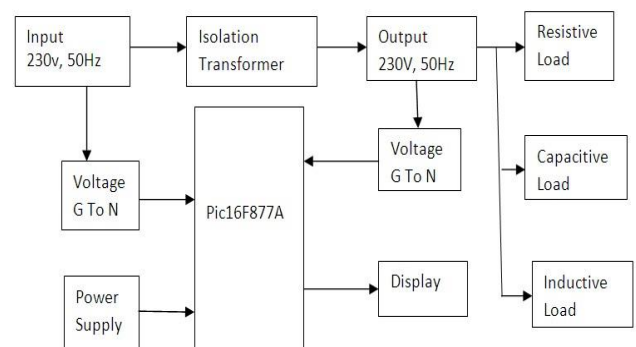 Input
230v, 50Hz
Isolation
Transformer
Output
230V, 50Hz
Resistive
Load
Voltage
G To N
Pic16F877A
Voltage
G To N
Capacitive
Load
Power
Supply
Display
Inductive
Load